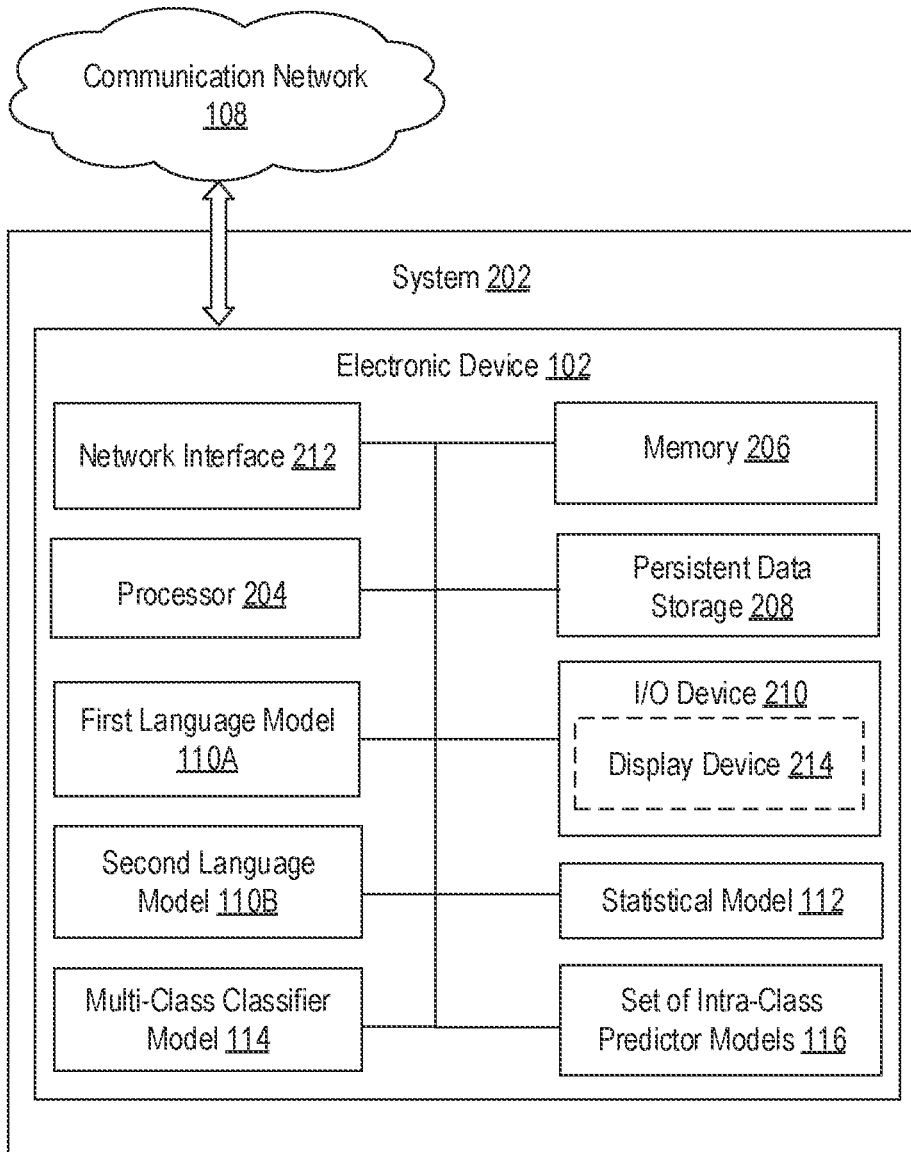 Communication Network
108
System 202
Electronic Device 102
Network Interface 212
Memory 206
Processor 204
Persistent Data
Storage 208
First Language Model
110A
I/O Device 210
Display Device 214
Second Language
Model 110B
Statistical Model 112
Multi-Class Classifier
Model 114
Set of Intra-Class
Predictor Models 116